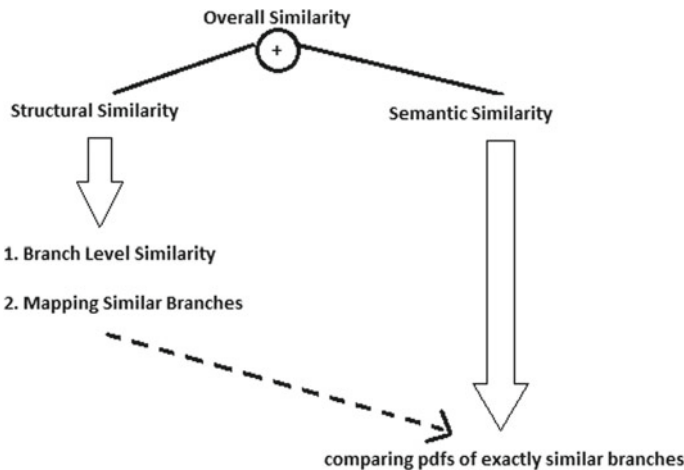 Overall Similarity
+
Structural Similarity
Semantic Similarity
1. Branch Level Similarity
2. Mapping Similar Branches
comparing pdfs of exactly similar branches